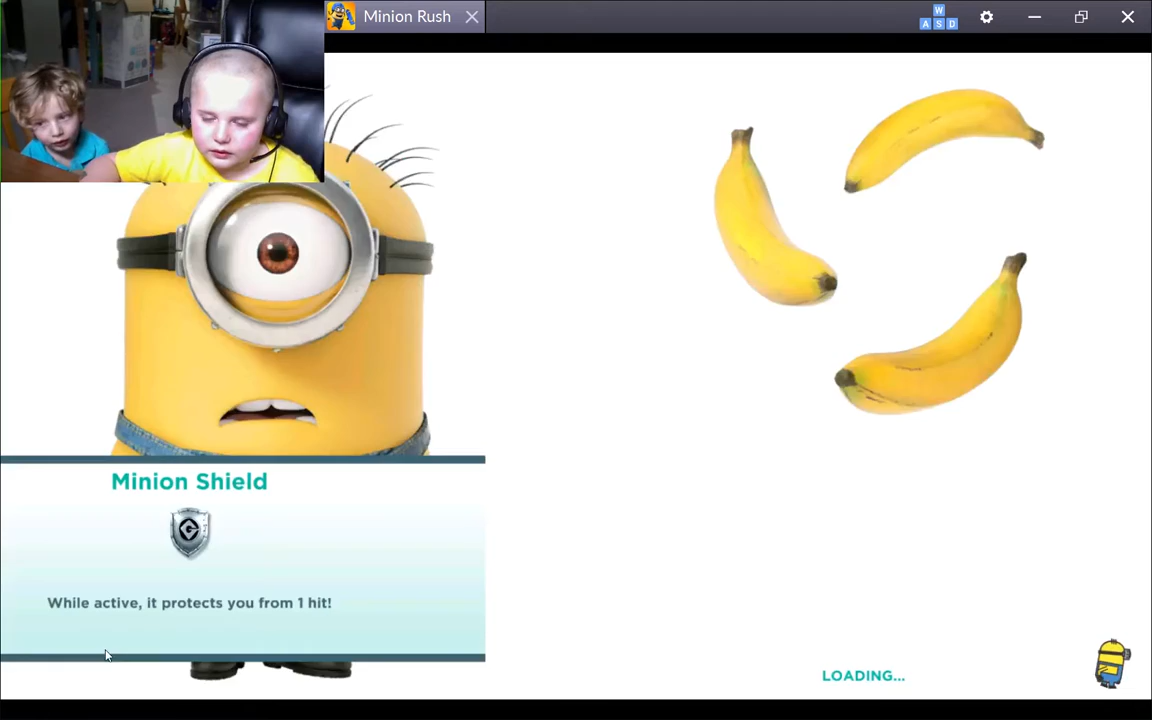 Minion Rush
W
A S D
Minion Shield
G
While active, it protects you from 1 hit!
LOADING...